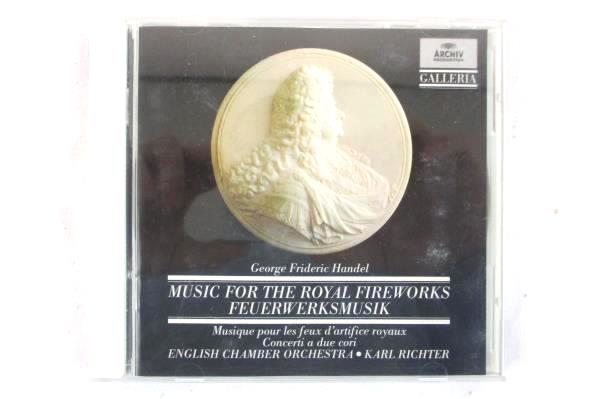 ARCHIV
PRODUKTION
GALLERIA
George Frideric Handel
MUSIC FOR THE ROYAL FIREWORKS
FEUERWERKSMUSIK
Musique pour les feux d'artifice royaux
Concerti a due cori
ENGLISH CHAMBER ORCHESTRA • KARL RICHTER